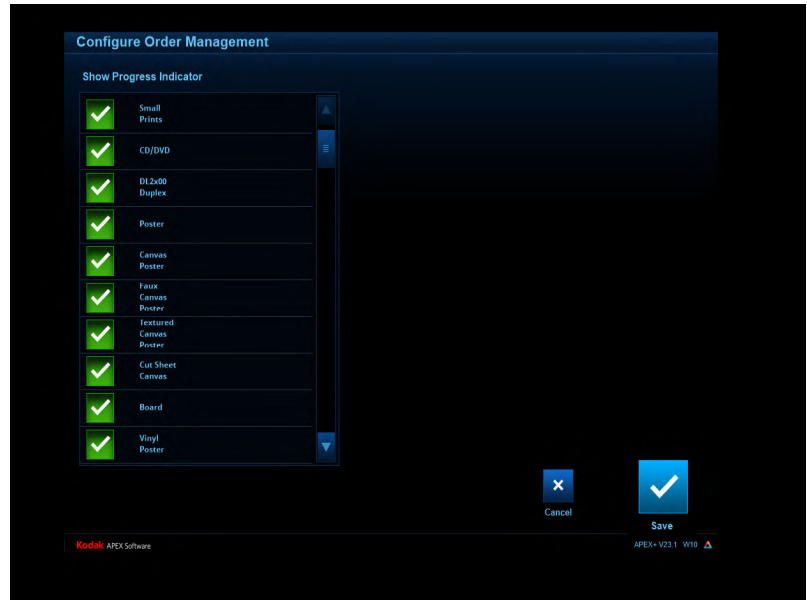 Configure Order Management
Show Progress Indicator
Small
Prints
CD/DVD
DL2x00
Duplex
Poster
Canvas
Poster
Faux
Canvas
Poster
Textured
Canvas
Poster
Cut Sheet
Canvas
Board
Vinyl
Poster
Cancel
Save
Kodak APEX Software
APEX+ V23.1 W10